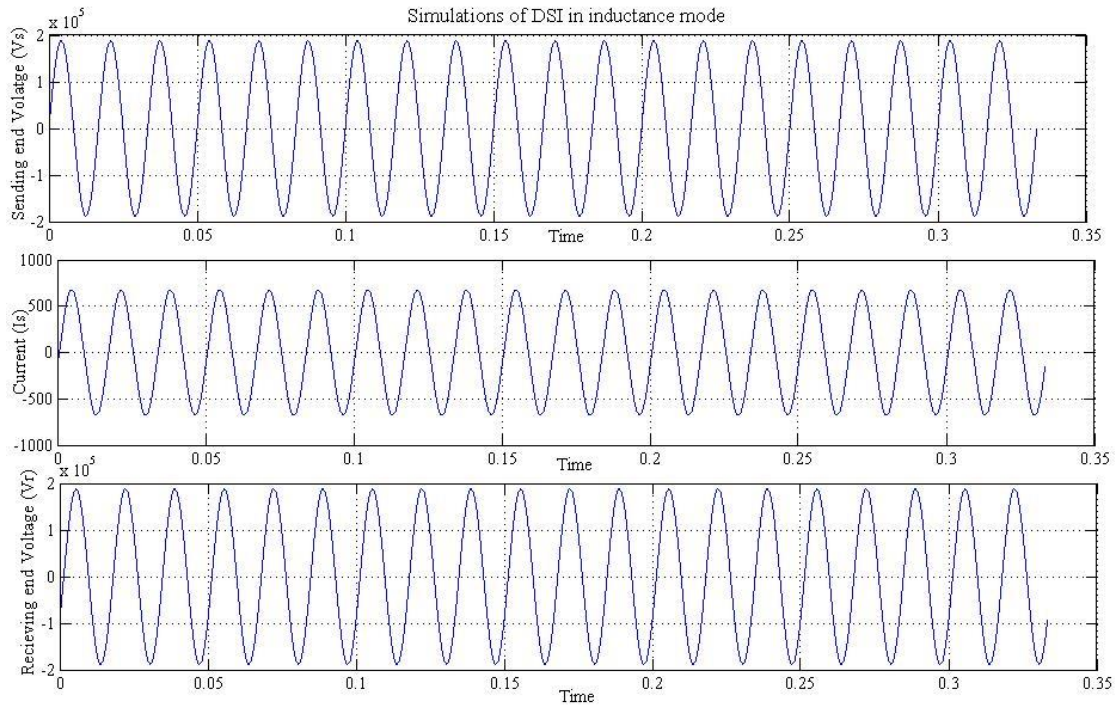 Simulations of DSI in inductance mode
x 10^5
Sending end Volatge (Vs)
2
1
0
-1
-2
0 0.05 0.1 0.15 0.2 0.25 0.3 0.35
Time
Current (Is)
1000
500
0
-500
-1000
0 0.05 0.1 0.15 0.2 0.25 0.3 0.35
Time
x 10^5
Recieving end Voltage (Vr)
2
1
0
-1
-2
0 0.05 0.1 0.15 0.2 0.25 0.3 0.35
Time